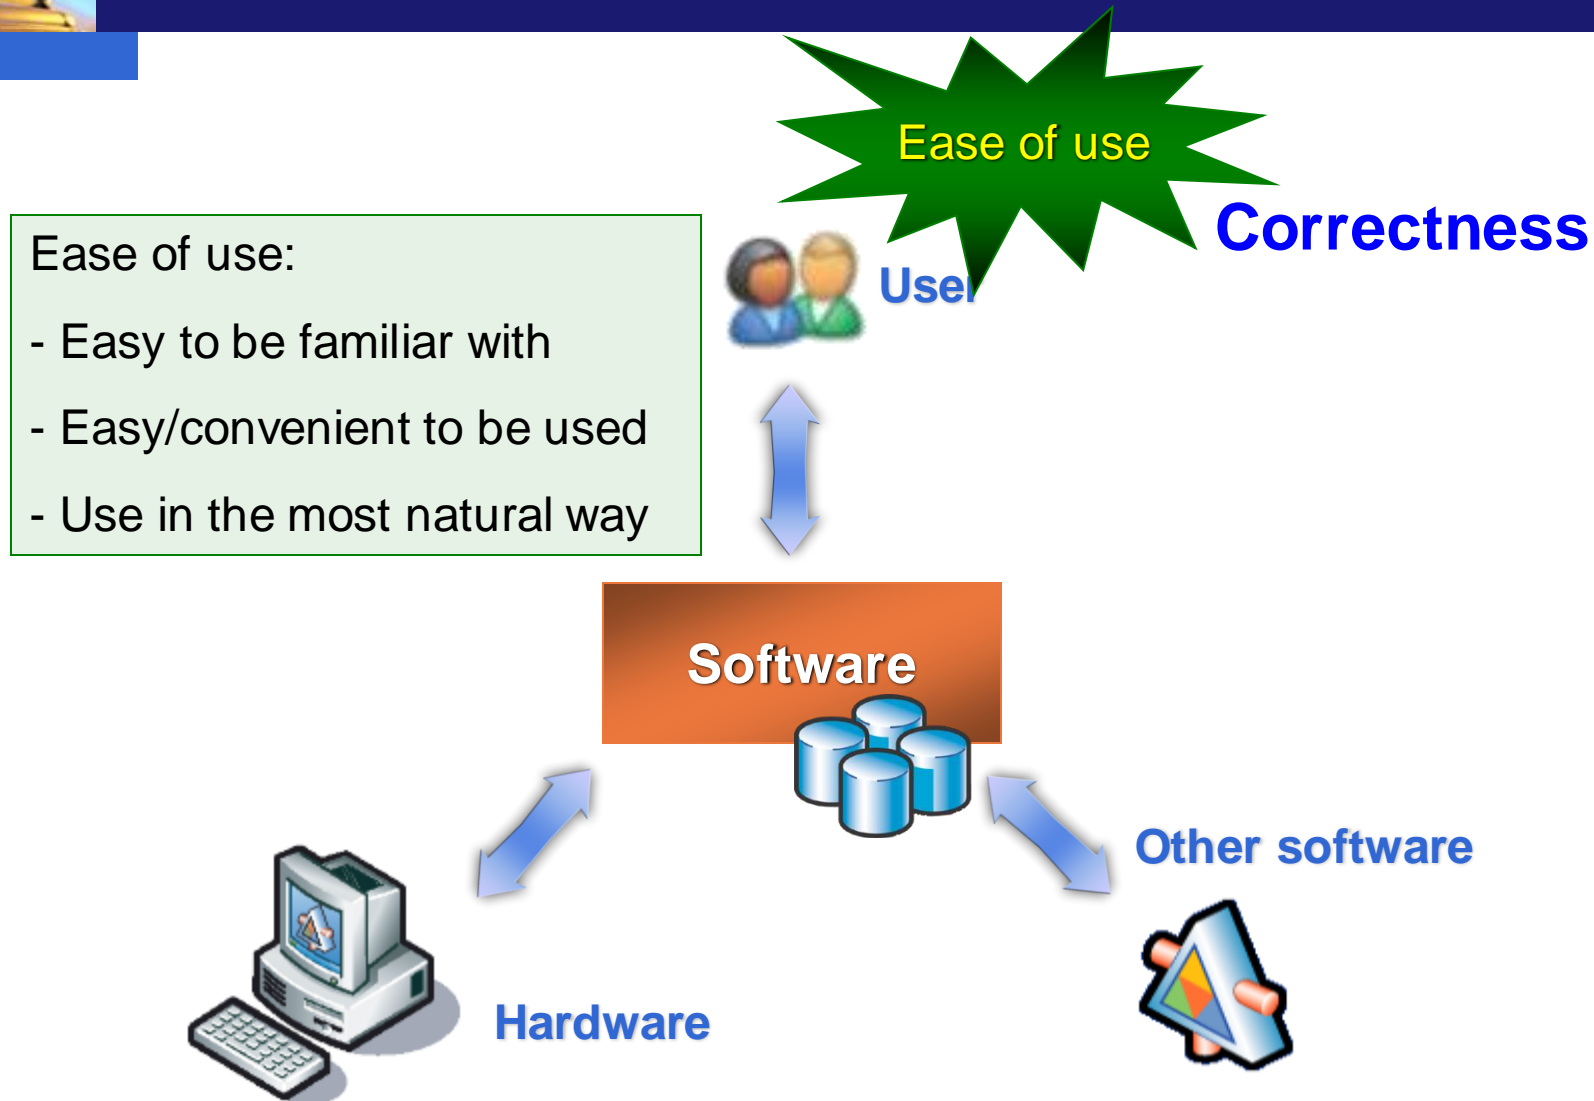 Ease of use
Correctness
Ease of use:
- Easy to be familiar with
- Easy/convenient to be used
- Use in the most natural way
User
Software
Other software
Hardware